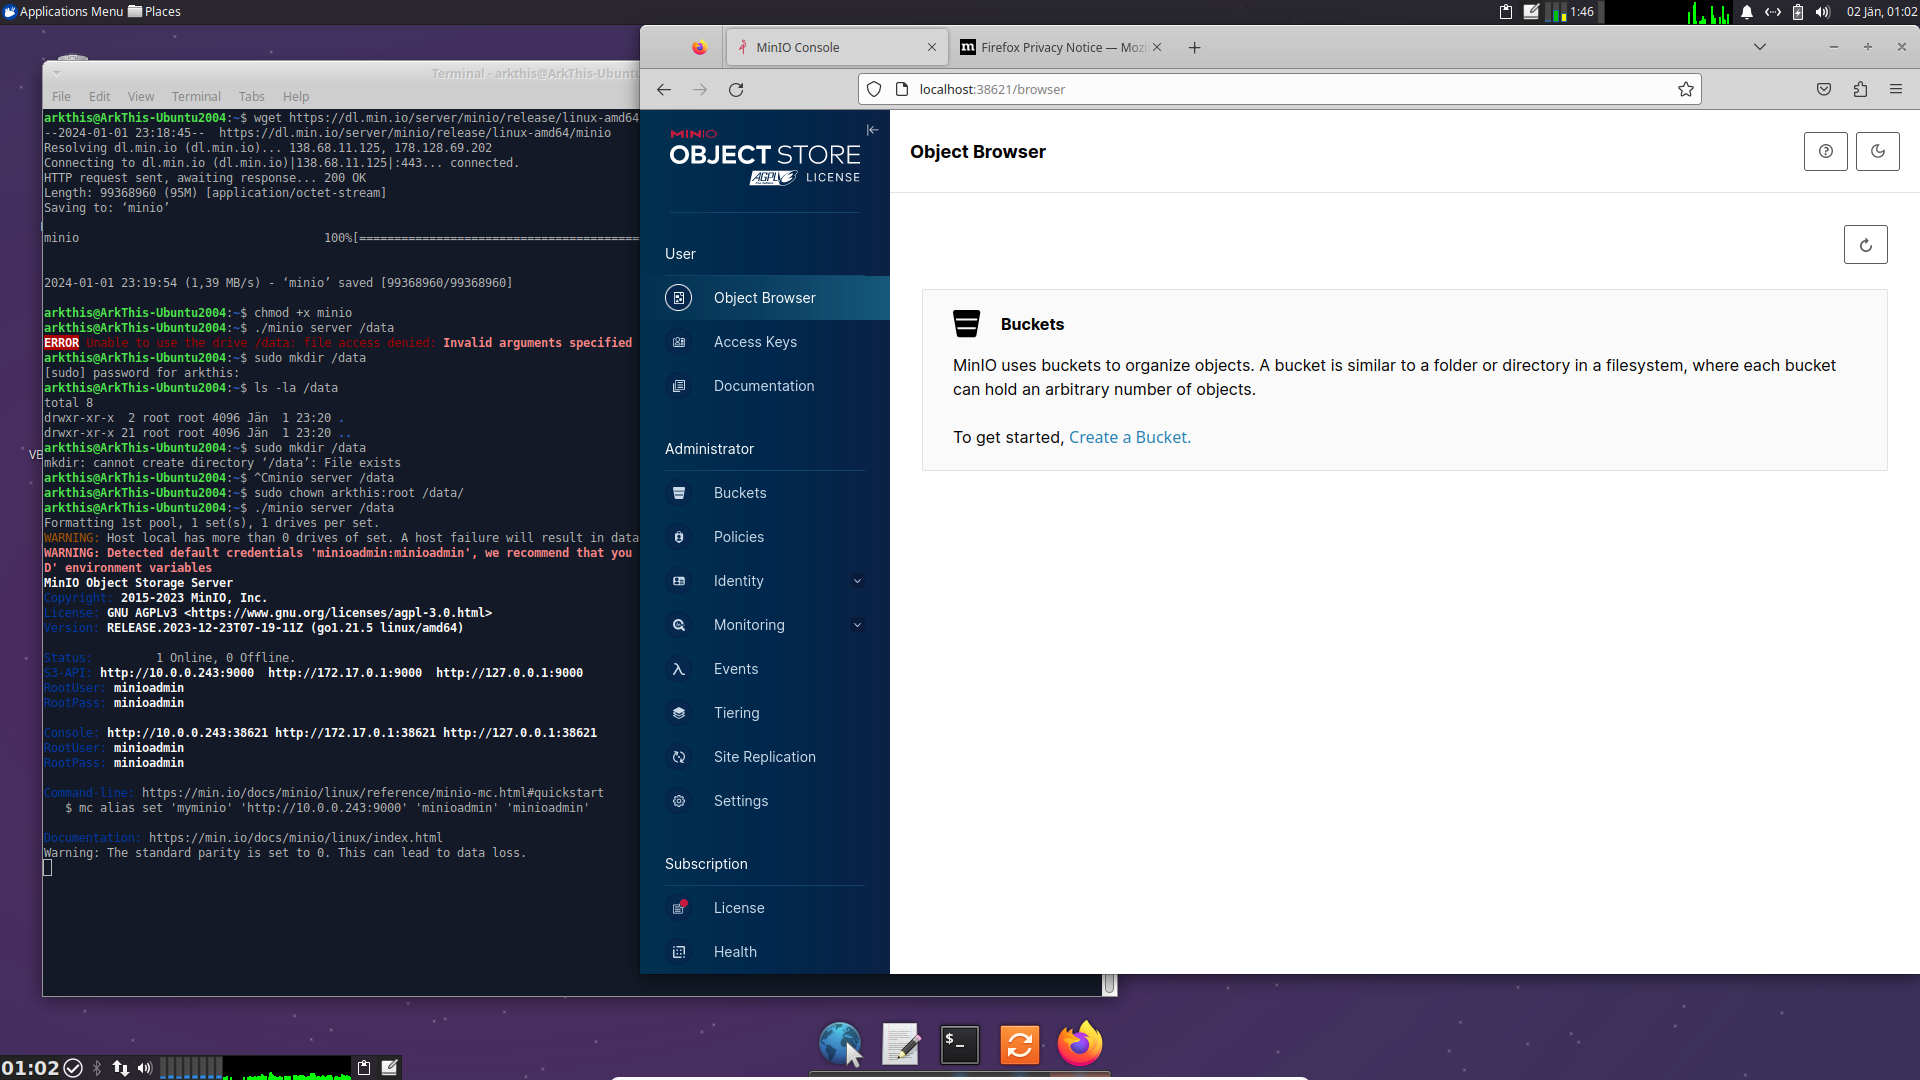 Applications Menu Places
1:46
02 Jän, 01:02
Terminal - arkthis@ArkThis-Ubuntu
File Edit View Terminal Tabs Help
arkthis@ArkThis-Ubuntu2004:~$ wget https://dl.min.io/server/minio/release/linux-amd64
--2024-01-01 23:18:45--  https://dl.min.io/server/minio/release/linux-amd64/minio
Resolving dl.min.io (dl.min.io)... 138.68.11.125, 178.128.69.202
Connecting to dl.min.io (dl.min.io)|138.68.11.125|:443... connected.
HTTP request sent, awaiting response... 200 OK
Length: 99368960 (95M) [application/octet-stream]
Saving to: ‘minio’
minio 100%[========================================
2024-01-01 23:19:54 (1,39 MB/s) - ‘minio’ saved [99368960/99368960]
arkthis@ArkThis-Ubuntu2004:~$ chmod +x minio
arkthis@ArkThis-Ubuntu2004:~$ ./minio server /data
ERROR Unable to use the drive /data: file access denied: Invalid arguments specified
arkthis@ArkThis-Ubuntu2004:~$ sudo mkdir /data
[sudo] password for arkthis:
arkthis@ArkThis-Ubuntu2004:~$ ls -la /data
total 8
drwxr-xr-x  2 root root 4096 Jän  1 23:20 .
drwxr-xr-x 21 root root 4096 Jän  1 23:20 ..
arkthis@ArkThis-Ubuntu2004:~$ sudo mkdir /data
mkdir: cannot create directory ‘/data’: File exists
arkthis@ArkThis-Ubuntu2004:~$ ^Cminio server /data
arkthis@ArkThis-Ubuntu2004:~$ sudo chown arkthis:root /data/
arkthis@ArkThis-Ubuntu2004:~$ ./minio server /data
Formatting 1st pool, 1 set(s), 1 drives per set.
WARNING: Host local has more than 0 drives of set. A host failure will result in data
WARNING: Detected default credentials 'minioadmin:minioadmin', we recommend that you
D' environment variables
MinIO Object Storage Server
Copyright: 2015-2023 MinIO, Inc.
License: GNU AGPLv3 <https://www.gnu.org/licenses/agpl-3.0.html>
Version: RELEASE.2023-12-23T07-19-11Z (go1.21.5 linux/amd64)
Status: 1 Online, 0 Offline.
S3-API: http://10.0.0.243:9000  http://172.17.0.1:9000  http://127.0.0.1:9000
RootUser: minioadmin
RootPass: minioadmin
Console: http://10.0.0.243:38621 http://172.17.0.1:38621 http://127.0.0.1:38621
RootUser: minioadmin
RootPass: minioadmin
Command-line: https://min.io/docs/minio/linux/reference/minio-mc.html#quickstart
$ mc alias set 'myminio' 'http://10.0.0.243:9000' 'minioadmin' 'minioadmin'
Documentation: https://min.io/docs/minio/linux/index.html
Warning: The standard parity is set to 0. This can lead to data loss.
VB
MinIO Console
m Firefox Privacy Notice — Moz
localhost:38621/browser
MINIO
OBJECT STORE
AGPLv3 LICENSE
User
Object Browser
Access Keys
Documentation
Administrator
Buckets
Policies
Identity
Monitoring
Events
Tiering
Site Replication
Settings
Subscription
License
Health
Object Browser
Buckets
MinIO uses buckets to organize objects. A bucket is similar to a folder or directory in a filesystem, where each bucket
can hold an arbitrary number of objects.
To get started, Create a Bucket.
$_
01:02